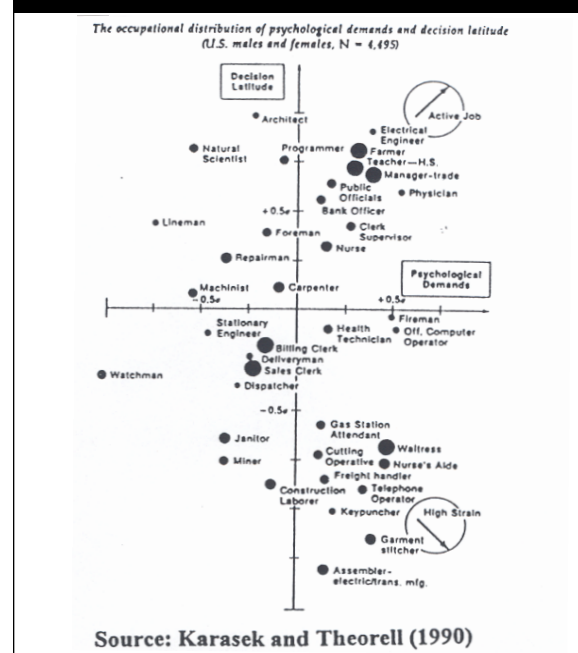 The occupational distribution of psychological demands and decision latitude
(U.S. males and females, N = 4,495)
Decision
Latitude
Active Job
Architect
Electrical
Engineer
Natural
Scientist
Programmer
Farmer
Teacher—H.S.
Manager-trade
Public
Officials
Physician
Bank Officer
+0.5σ
Lineman
Foreman
Clerk
Supervisor
Nurse
Repairman
Psychological
Demands
Machinist
Carpenter
-0.5σ
+0.5σ
Fireman
Stationary
Engineer
Health
Technician
Off. Computer
Operator
Billing Clerk
Deliveryman
Sales Clerk
Watchman
Dispatcher
-0.5σ
Gas Station
Attendant
Janitor
Waitress
Cutting
Operative
Miner
Nurse's Aide
Freight handler
Construction
Laborer
Telephone
Operator
Keypuncher
High Strain
Garment
stitcher
Assembler-
electric/trans. mfg.
Source: Karasek and Theorell (1990)